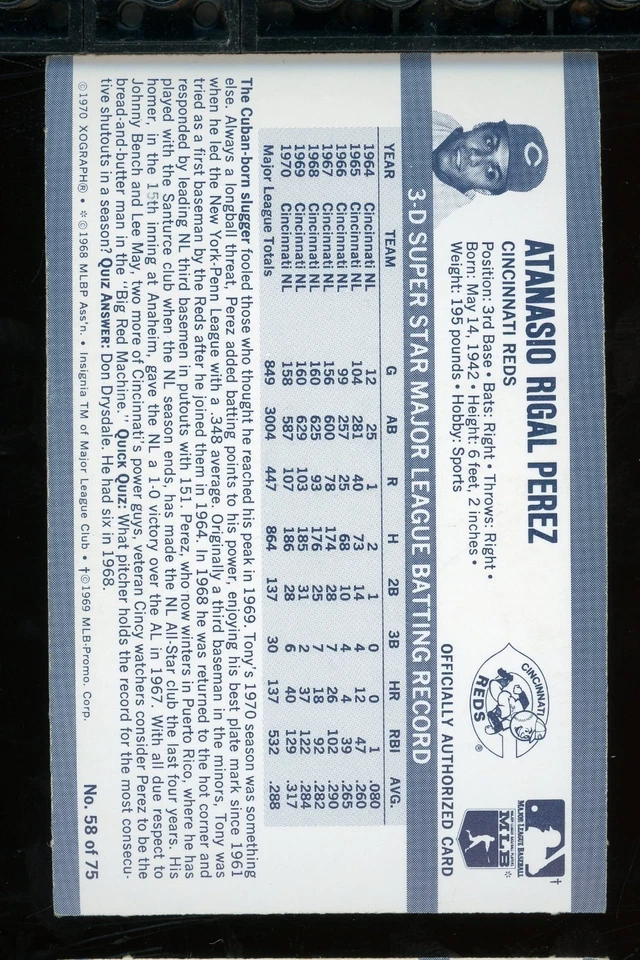 ATANASIO RIGAL PEREZ
CINCINNATI REDS
Position: 3rd Base • Bats: Right • Throws: Right •
Born: May 14, 1942 • Height: 6 feet, 2 inches •
Weight: 195 pounds • Hobby: Sports
C
CINCINNATI
REDS ®
MAJOR LEAGUE BASEBALL †
MLB *
OFFICIALLY AUTHORIZED CARD
3-D SUPER STAR MAJOR LEAGUE BATTING RECORD
YEAR TEAM G AB R H 2B 3B HR RBI AVG.
1964 Cincinnati NL 12 25 1 2 1 0 0 1 .080
1965 Cincinnati NL 104 281 40 73 14 4 12 47 .260
1966 Cincinnati NL 99 257 25 68 10 4 4 39 .265
1967 Cincinnati NL 156 600 78 174 28 7 26 102 .290
1968 Cincinnati NL 160 625 93 176 25 7 18 92 .282
1969 Cincinnati NL 160 629 103 185 31 2 37 122 .284
1970 Cincinnati NL 158 587 107 186 28 6 40 129 .317
Major League Totals 849 3004 447 864 137 30 137 532 .288
The Cuban-born slugger fooled those who thought he reached his peak in 1969. Tony's 1970 season was something
else. Always a longball threat, Perez added batting points to his power, enjoying his best plate mark since 1961
when he led the New York-Penn League with a .348 average. Originally a third baseman in the minors, Tony was
tried as a first baseman by the Reds after he joined them in 1964. In 1968 he was returned to the hot corner and
responded by leading NL third basemen in putouts with 151. Perez, who now winters in Puerto Rico, where he has
played with the Santurce club when the NL season ends, has made the NL All-Star club the last four years. His
homer, in the 15th inning at Anaheim, gave the NL a 1-0 victory over the AL in 1967. With all due respect to
Johnny Bench and Lee May, two more of Cincinnati's power guys, veteran Cincy watchers consider Perez to be the
bread-and-butter man in the "Big Red Machine." Quick Quiz: What pitcher holds the record for the most consecu-
tive shutouts in a season? Quiz Answer: Don Drysdale. He had six in 1968.
©1970 XOGRAPH® • *©1968 MLBP Ass'n. • Insignia TM of Major League Club • †©1969 MLB-Promo. Corp.
No. 58 of 75